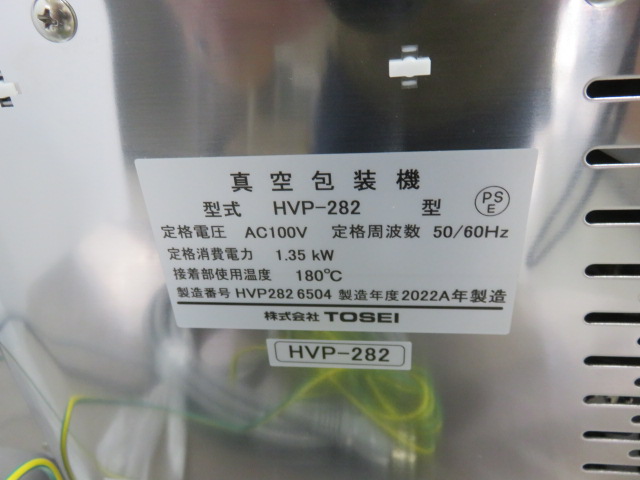 真空包装機
型式 HVP-282 型 PSE
定格電圧 AC100V 定格周波数 50/60Hz
定格消費電力 1.35 kW
接着部使用温度 180℃
製造番号 HVP282 6504 製造年度 2022A年製造
株式会社 TOSEI
HVP-282